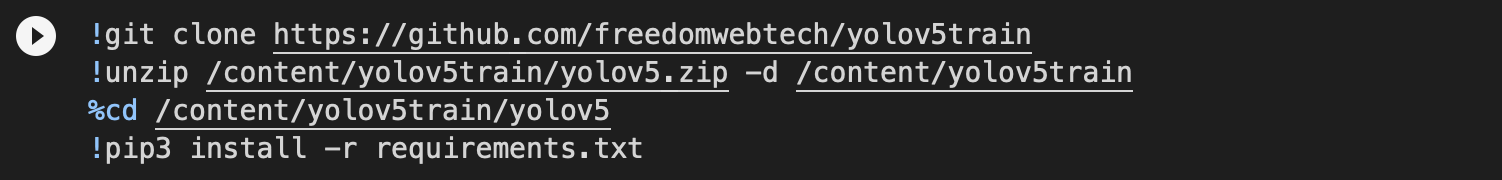 !git clone https://github.com/freedomwebtech/yolov5train
!unzip /content/yolov5train/yolov5.zip -d /content/yolov5train
%cd /content/yolov5train/yolov5
!pip3 install -r requirements.txt